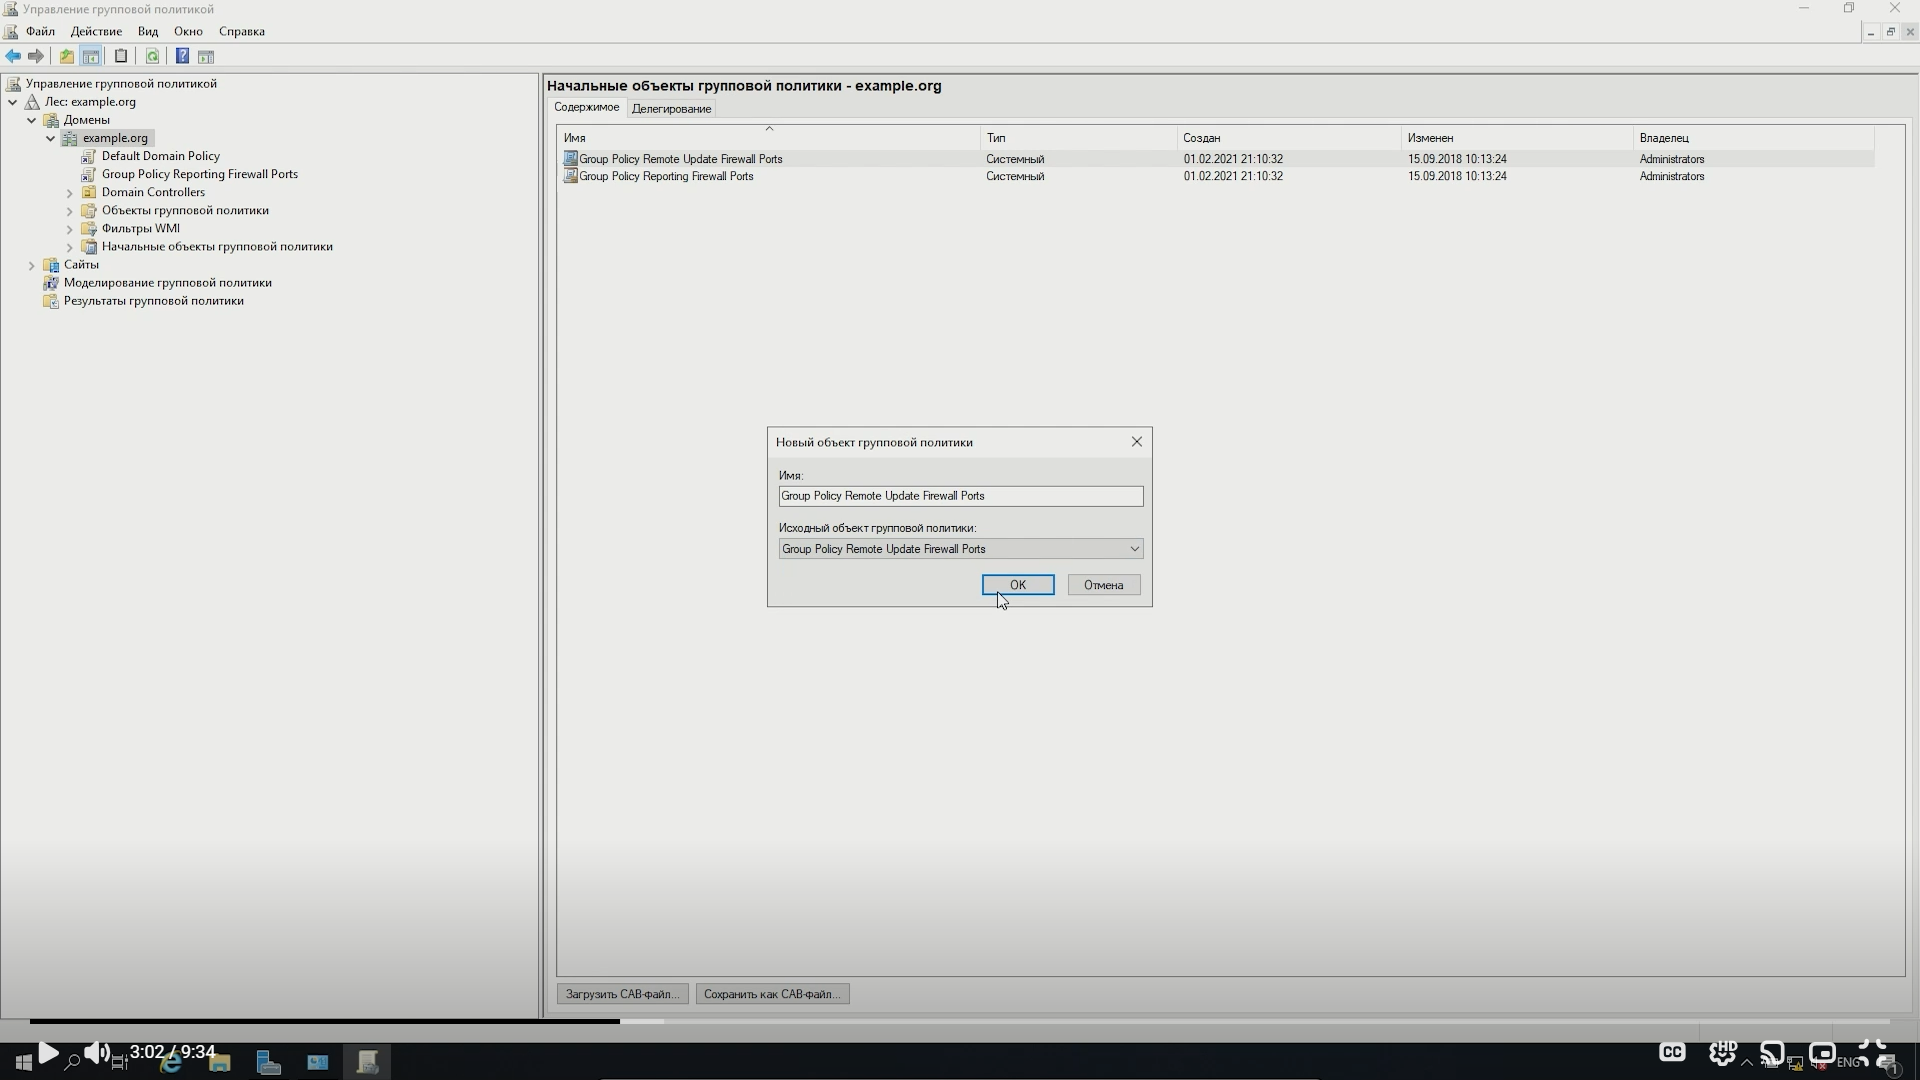 Управление групповой политикой
Файл Действие Вид Окно Справка
Управление групповой политикой
Лес: example.org
Домены
example.org
Default Domain Policy
Group Policy Reporting Firewall Ports
Domain Controllers
Объекты групповой политики
Фильтры WMI
Начальные объекты групповой политики
Сайты
Моделирование групповой политики
Результаты групповой политики
Начальные объекты групповой политики - example.org
Содержимое Делегирование
Имя Тип Создан Изменен Владелец
Group Policy Remote Update Firewall Ports Системный 01.02.2021 21:10:32 15.09.2018 10:13:24 Administrators
Group Policy Reporting Firewall Ports Системный 01.02.2021 21:10:32 15.09.2018 10:13:24 Administrators
Новый объект групповой политики
Имя:
Group Policy Remote Update Firewall Ports
Исходный объект групповой политики:
Group Policy Remote Update Firewall Ports
OK Отмена
Загрузить CAB-файл... Сохранить как CAB-файл...
3:02 / 9:34
CC HD ENG 1